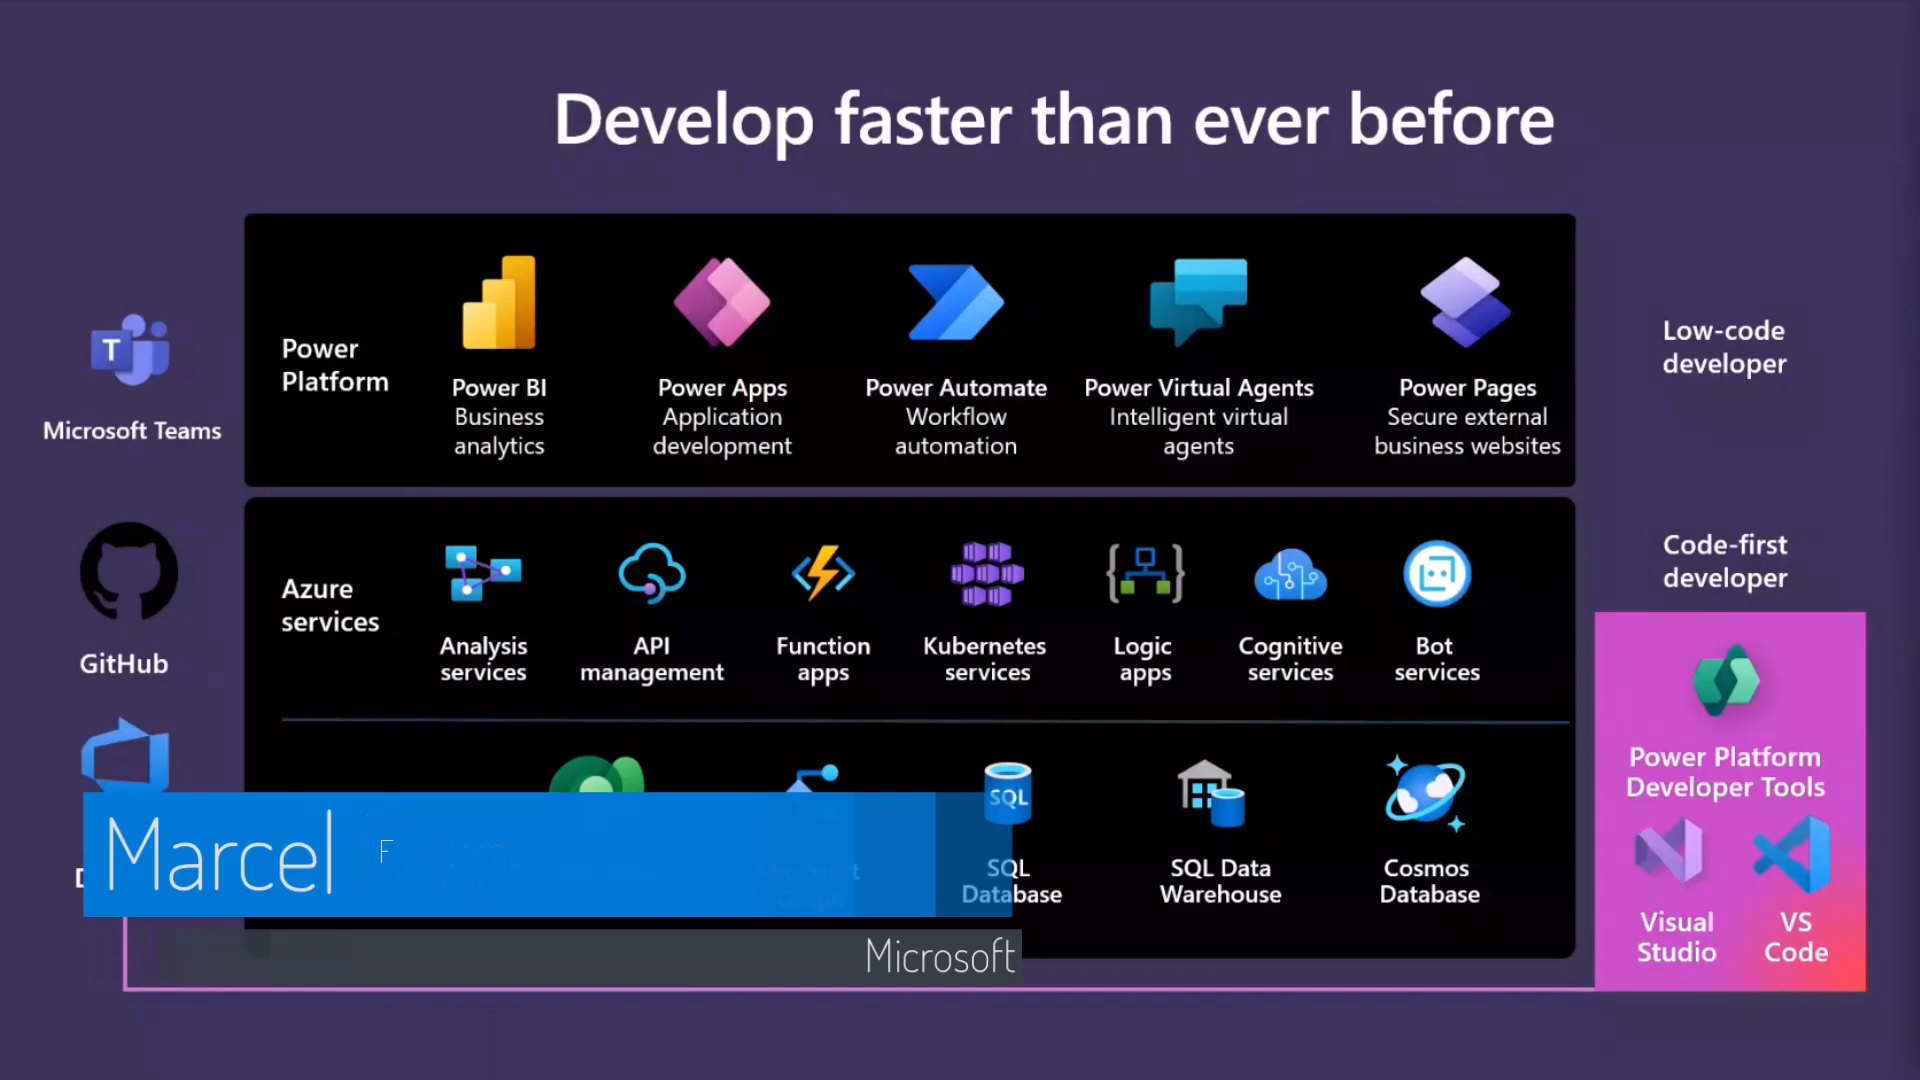 Develop faster than ever before
T
Microsoft Teams
GitHub
Power
Platform
Power BI
Business
analytics
Power Apps
Application
development
Power Automate
Workflow
automation
Power Virtual Agents
Intelligent virtual
agents
Power Pages
Secure external
business websites
Low-code
developer
Azure
services
Analysis
services
API
management
Function
apps
Kubernetes
services
Logic
apps
Cognitive
services
Bot
services
Code-first
developer
SQL
SQL
Database
SQL Data
Warehouse
Cosmos
Database
Power Platform
Developer Tools
Visual
Studio
VS
Code
Marcel F
Microsoft